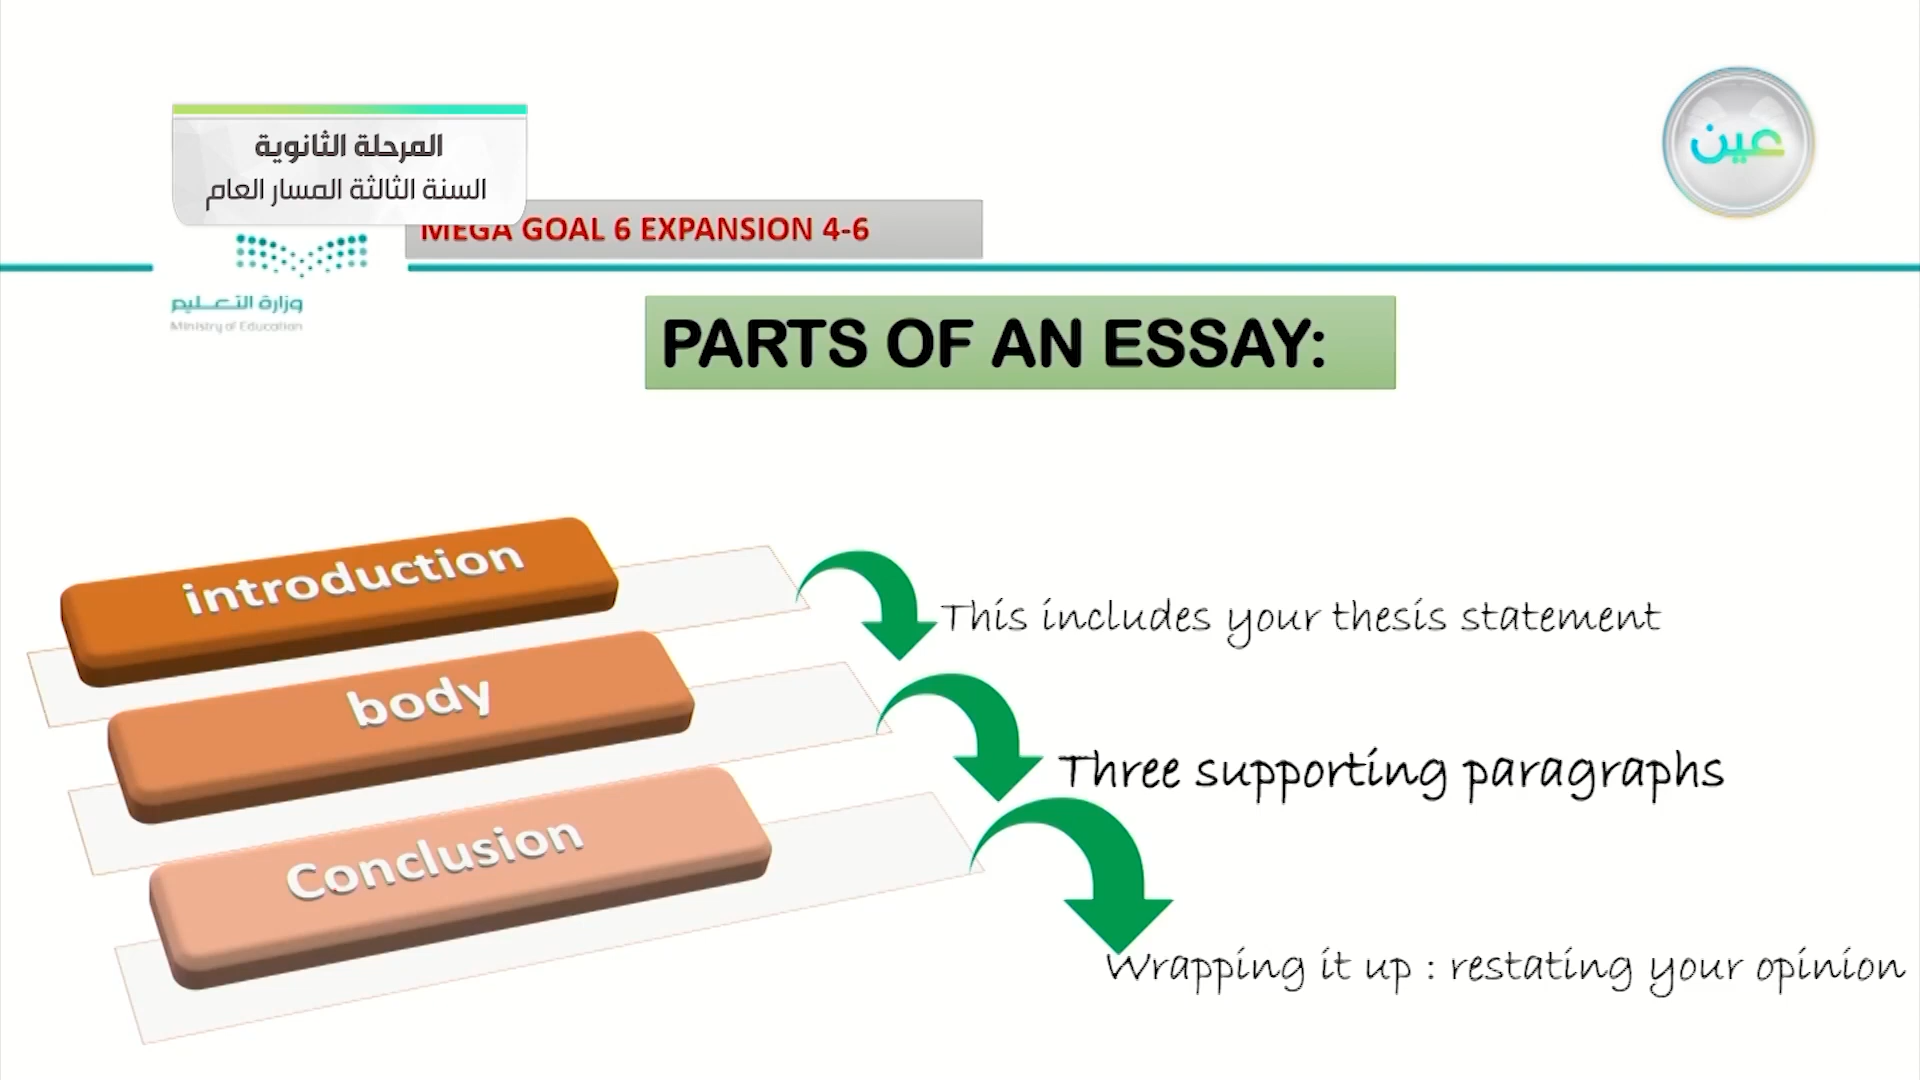 المرحلة الثانوية
السنة الثالثة المسار العام
عين
MEGA GOAL 6 EXPANSION 4-6
وزارة التعليم
Ministry of Education
PARTS OF AN ESSAY:
introduction
This includes your thesis statement
body
Three supporting paragraphs
Conclusion
Wrapping it up : restating your opinion